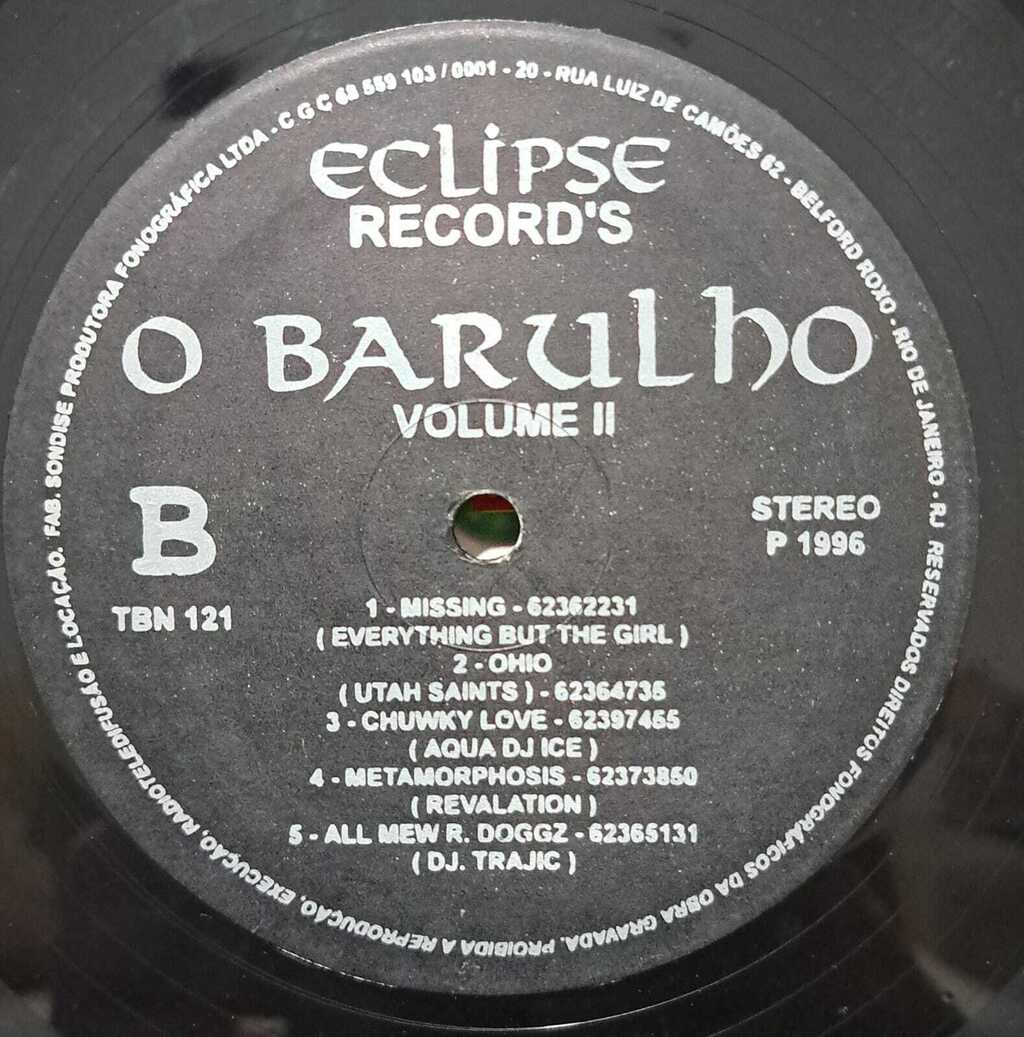 FAB. SONDISE PRODUTORA FONOGRÁFICA LTDA - C G C 68 559 103 / 0001 - 20 - RUA LUIZ DE CAMÕES 62 - BELFORD ROXO - RIO DE JANEIRO - RJ RESERVADOS DIREITOS FONOGRÁFICOS DA OBRA GRAVADA, PROIBIDA A REPRODUÇÃO, EXECUÇÃO, RADIOTELEDIFUSÃO E LOCAÇÃO.
ECLIPSE
RECORD'S
O BARULHO
VOLUME II
B
STEREO
P 1996
TBN 121
1 - MISSING - 62362231
( EVERYTHING BUT THE GIRL )
2 - OHIO
( UTAH SAINTS ) - 62364735
3 - CHUWKY LOVE - 62397455
( AQUA DJ ICE )
4 - METAMORPHOSIS - 62373850
( REVALATION )
5 - ALL MEW R. DOGGZ - 62365131
( DJ. TRAJIC )